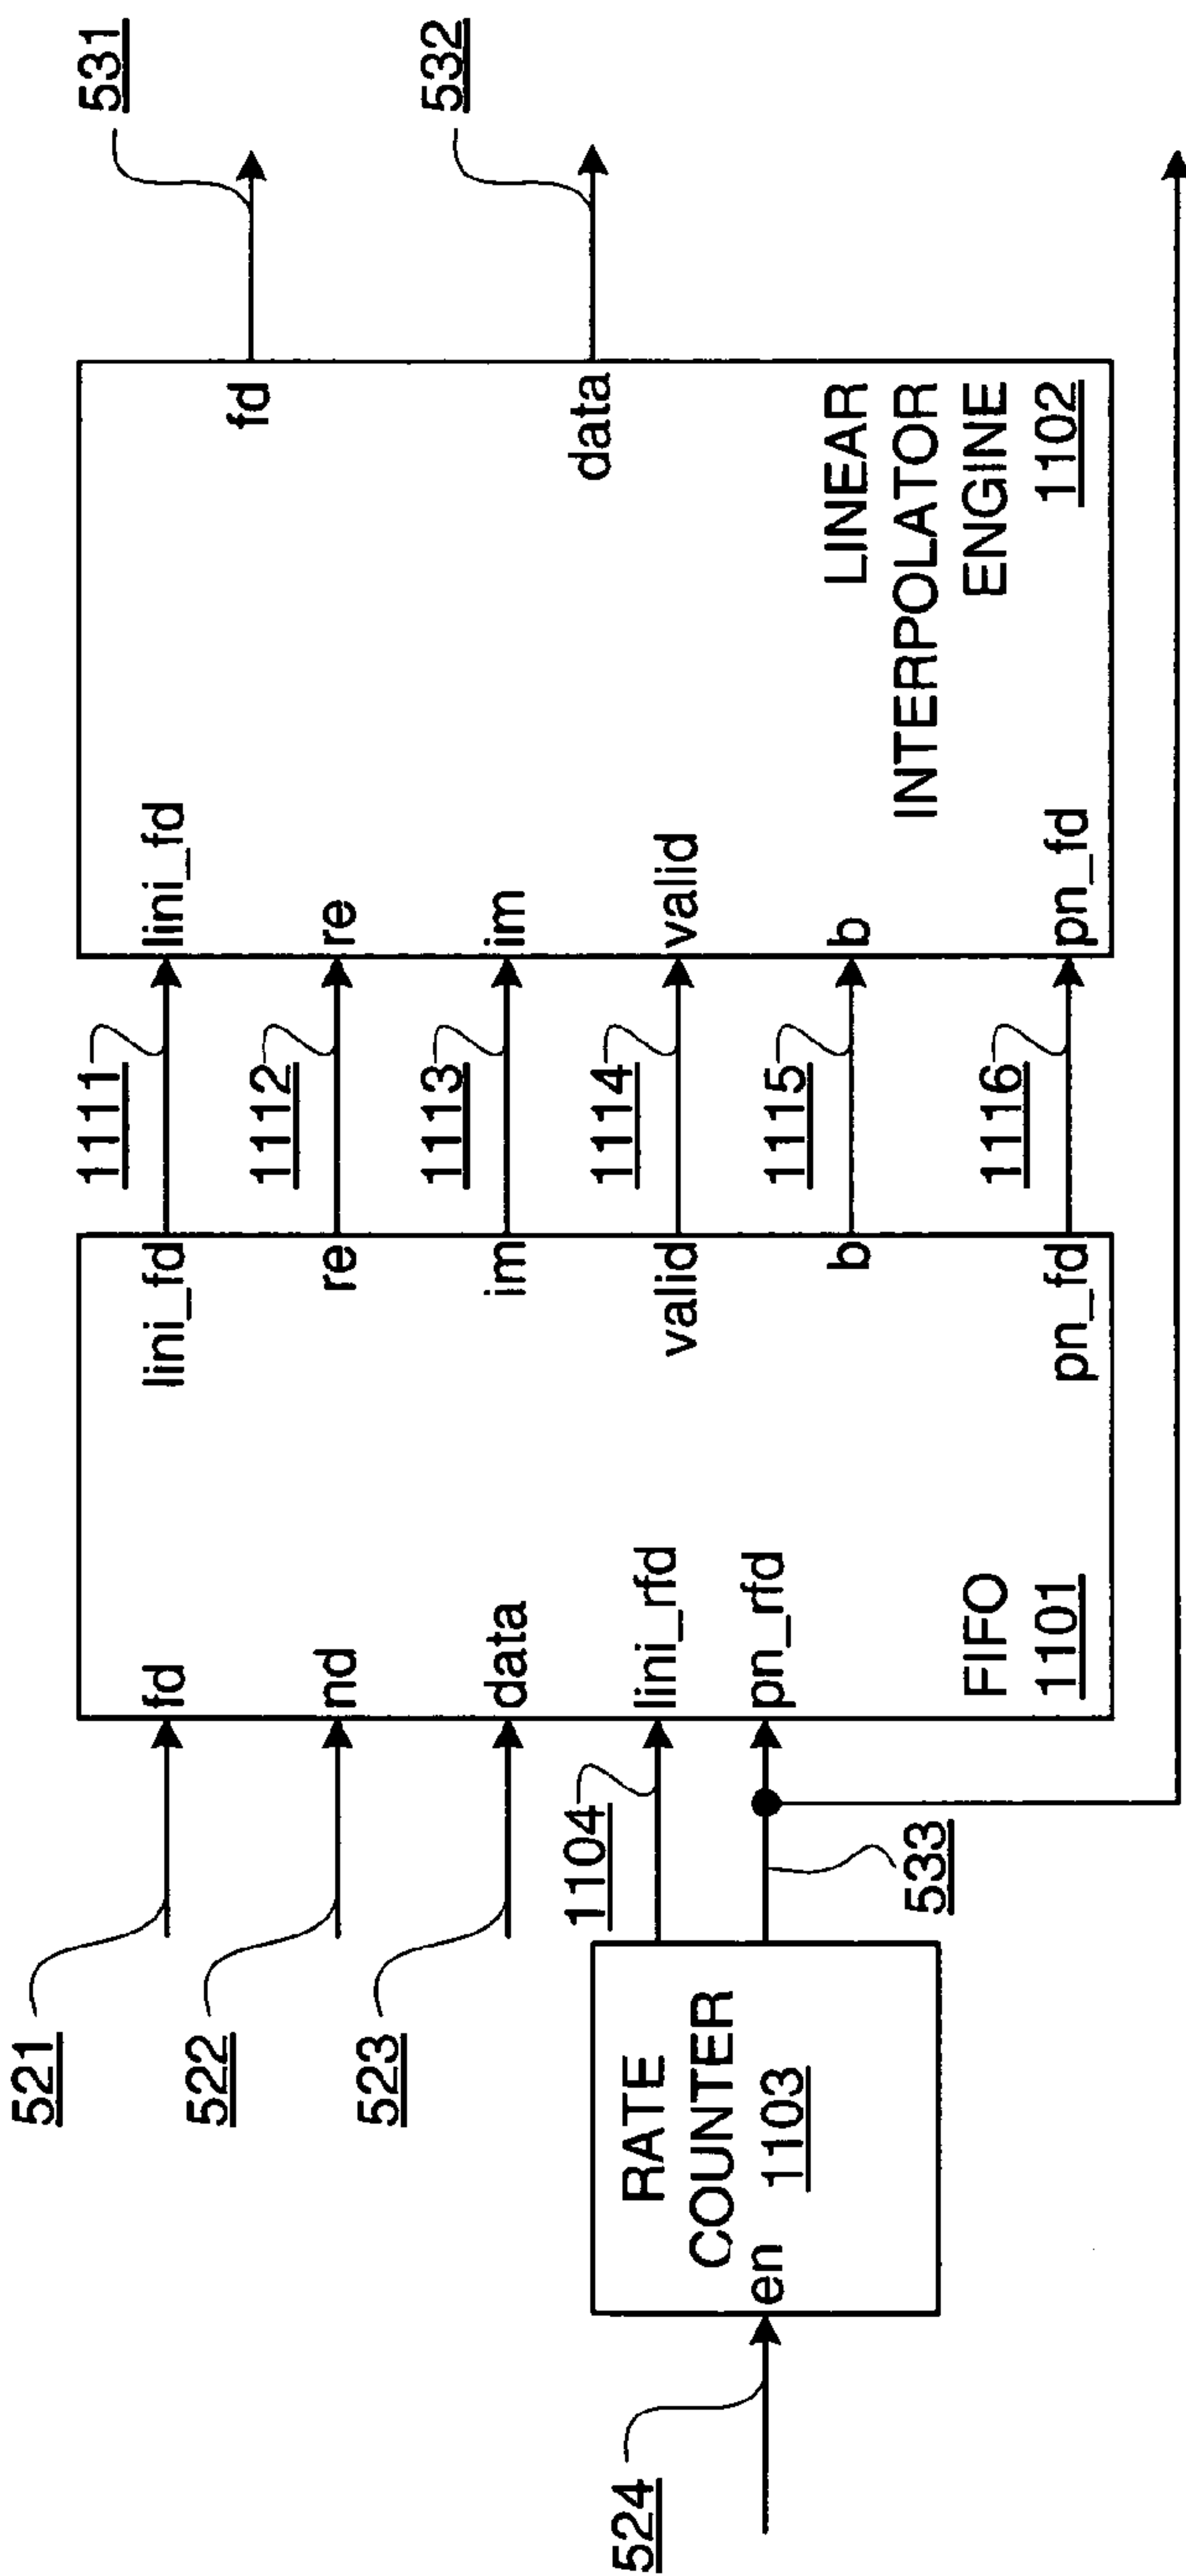 521
fd
522
nd
523
data
1104
lini_rfd
pn_rfd
533
524
en
RATE
COUNTER
1103
FIFO
1101
lini_fd
re
im
valid
b
pn_fd
1111
1112
1113
1114
1115
1116
lini_fd
re
im
valid
b
pn_fd
LINEAR
INTERPOLATOR
ENGINE
1102
fd
data
531
532